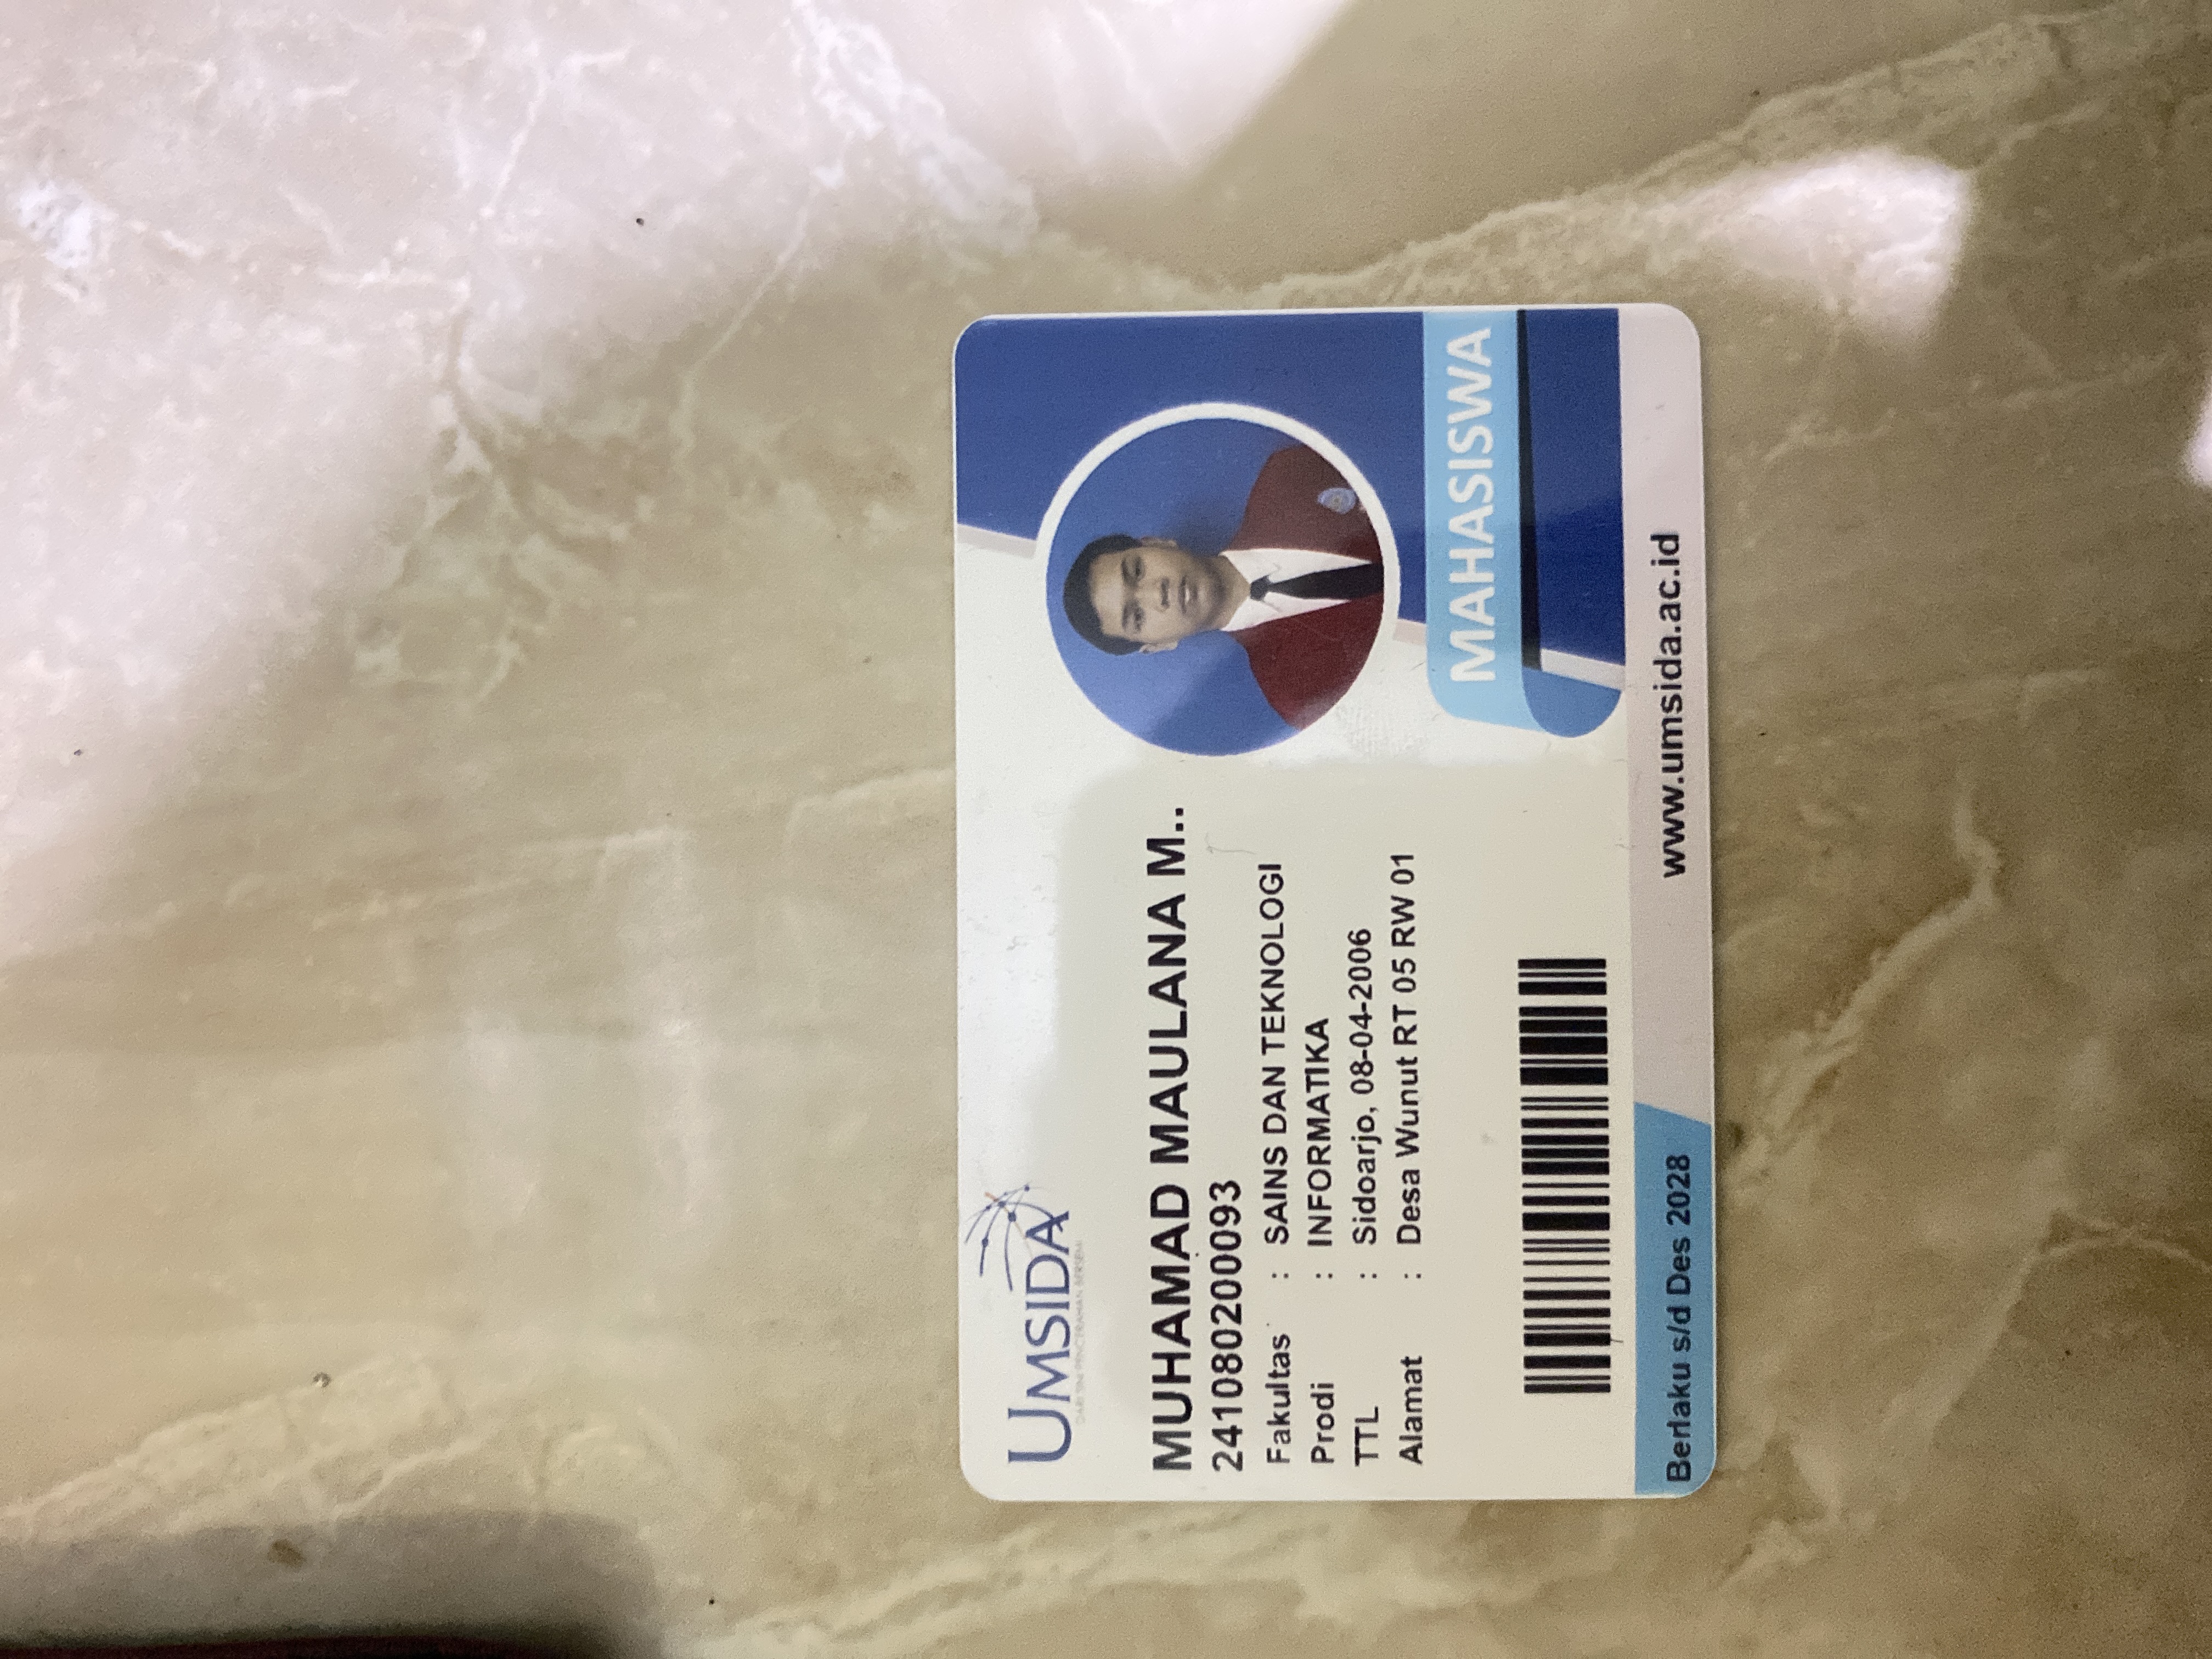 UMSIDA
DARI SINI PENCERAHAN BERSEMI
MUHAMAD MAULANA M..
241080200093
Fakultas : SAINS DAN TEKNOLOGI
Prodi : INFORMATIKA
TTL : Sidoarjo, 08-04-2006
Alamat : Desa Wunut RT 05 RW 01
MAHASISWA
Berlaku s/d Des 2028
www.umsida.ac.id